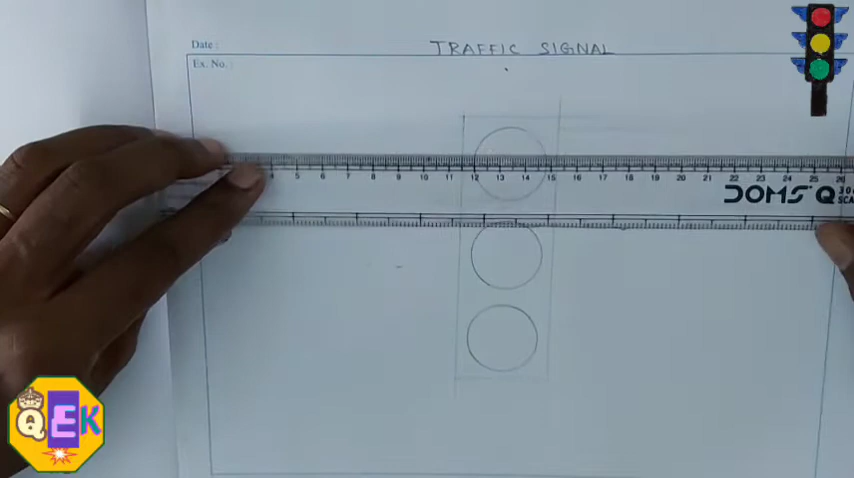 Date :
TRAFFIC SIGNAL
Ex. No. :
4 5 6 7 8 9 10 11 12 13 14 15 16 17 18 19 20 21 22 23 24 25 26
DOMS Q
QEK